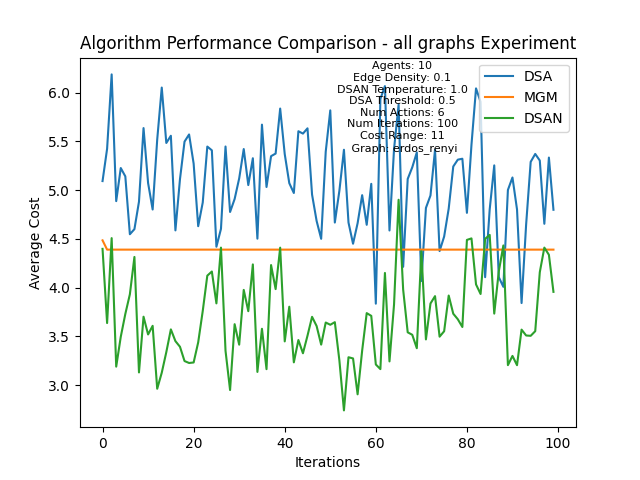 Algorithm Performance Comparison - all graphs Experiment
Agents: 10
Edge Density: 0.1
DSAN Temperature: 1.0
DSA Threshold: 0.5
Num Actions: 6
Num Iterations: 100
Cost Range: 11
Graph: erdos_renyi
DSA
MGM
DSAN
Average Cost
6.0
5.5
5.0
4.5
4.0
3.5
3.0
0 20 40 60 80 100
Iterations